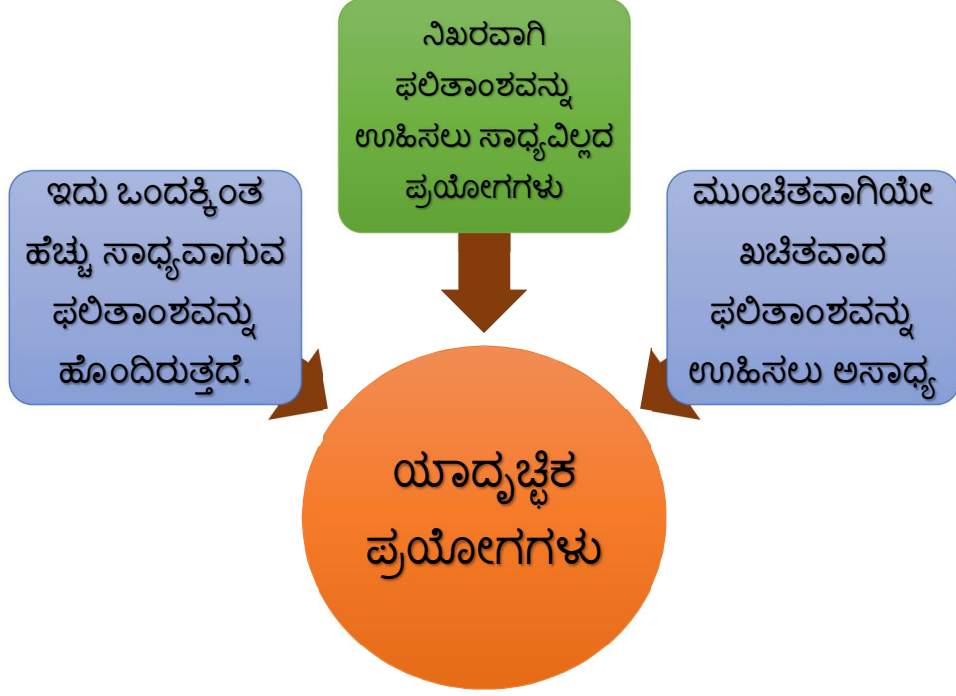 ನಿಖರವಾಗಿ
ಫಲಿತಾಂಶವನ್ನು
ಊಹಿಸಲು ಸಾಧ್ಯವಿಲ್ಲದ
ಪ್ರಯೋಗಗಳು
ಇದು ಒಂದಕ್ಕಿಂತ
ಹೆಚ್ಚು ಸಾಧ್ಯವಾಗುವ
ಫಲಿತಾಂಶವನ್ನು
ಹೊಂದಿರುತ್ತದೆ.
ಮುಂಚಿತವಾಗಿಯೇ
ಖಚಿತವಾದ
ಫಲಿತಾಂಶವನ್ನು
ಊಹಿಸಲು ಅಸಾಧ್ಯ
ಯಾದೃಚ್ಛಿಕ
ಪ್ರಯೋಗಗಳು